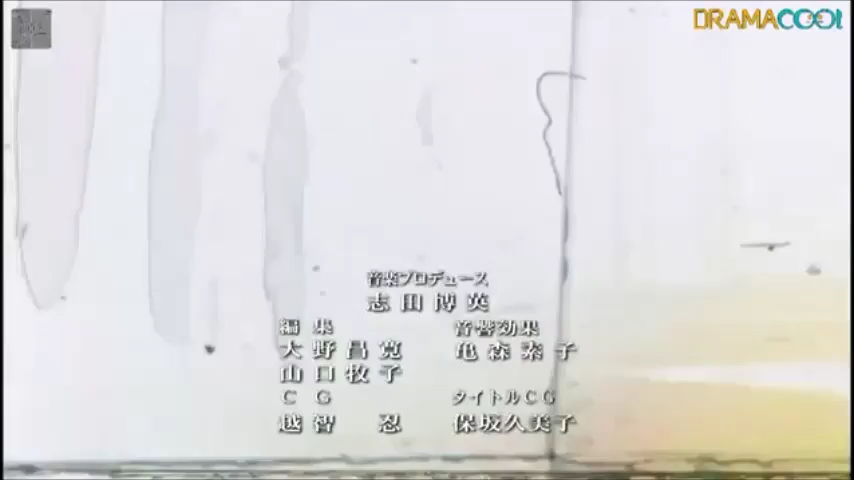 DRAMACOOL
音楽プロデュース
志田博英
編集
大野昌寛
山口牧子
音響効果
亀森素子
CG
越智 忍
タイトルCG
保坂久美子